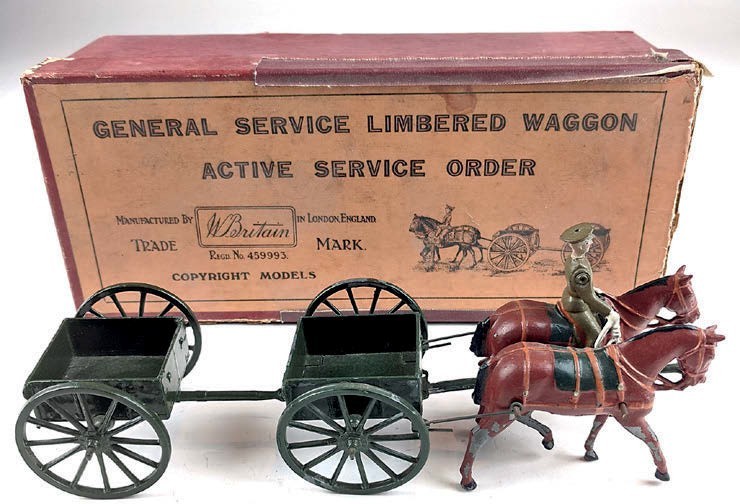 GENERAL SERVICE LIMBERED WAGGON
ACTIVE SERVICE ORDER
MANUFACTURED BY W. Britain IN LONDON, ENGLAND.
TRADE REGD. NO. 459993. MARK.
COPYRIGHT MODELS